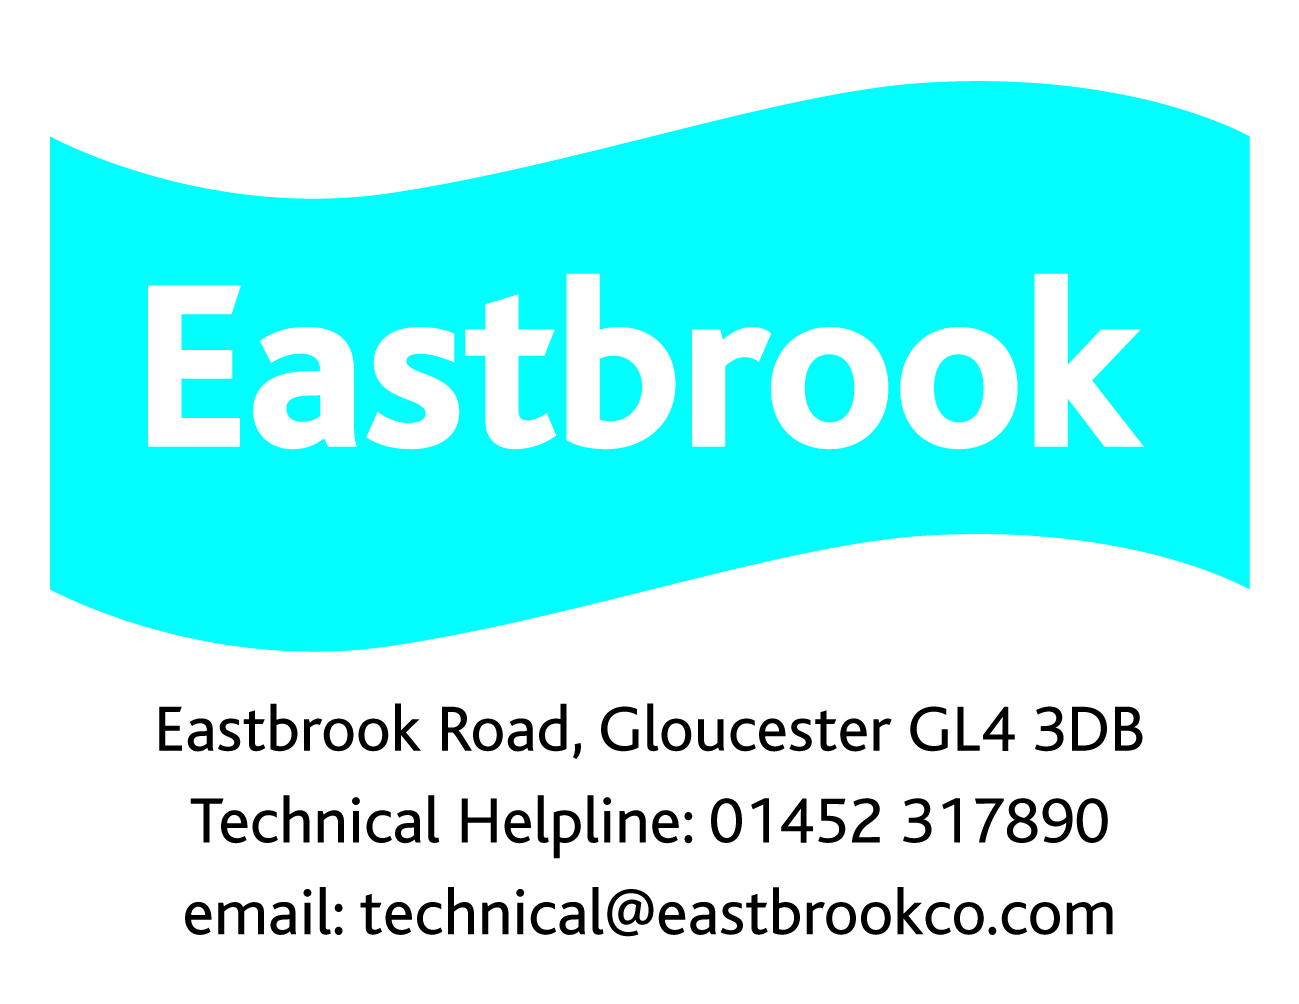 Eastbrook
Eastbrook Road, Gloucester GL4 3DB
Technical Helpline: 01452 317890
email: technical@eastbrookco.com